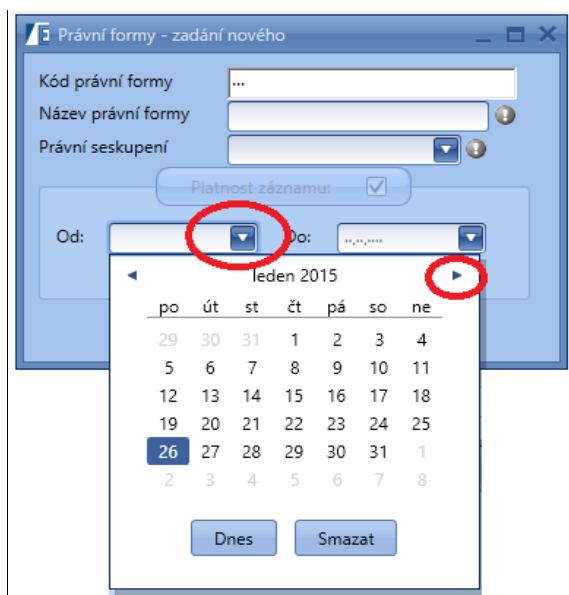 Právní formy - zadání nového
Kód právní formy ...
Název právní formy
Právní seskupení
Platnost záznamu:
Od: Do: ..,..,....
leden 2015
po út st čt pá so ne
29 30 31 1 2 3 4
5 6 7 8 9 10 11
12 13 14 15 16 17 18
19 20 21 22 23 24 25
26 27 28 29 30 31 1
2 3 4 5 6 7 8
Dnes Smazat